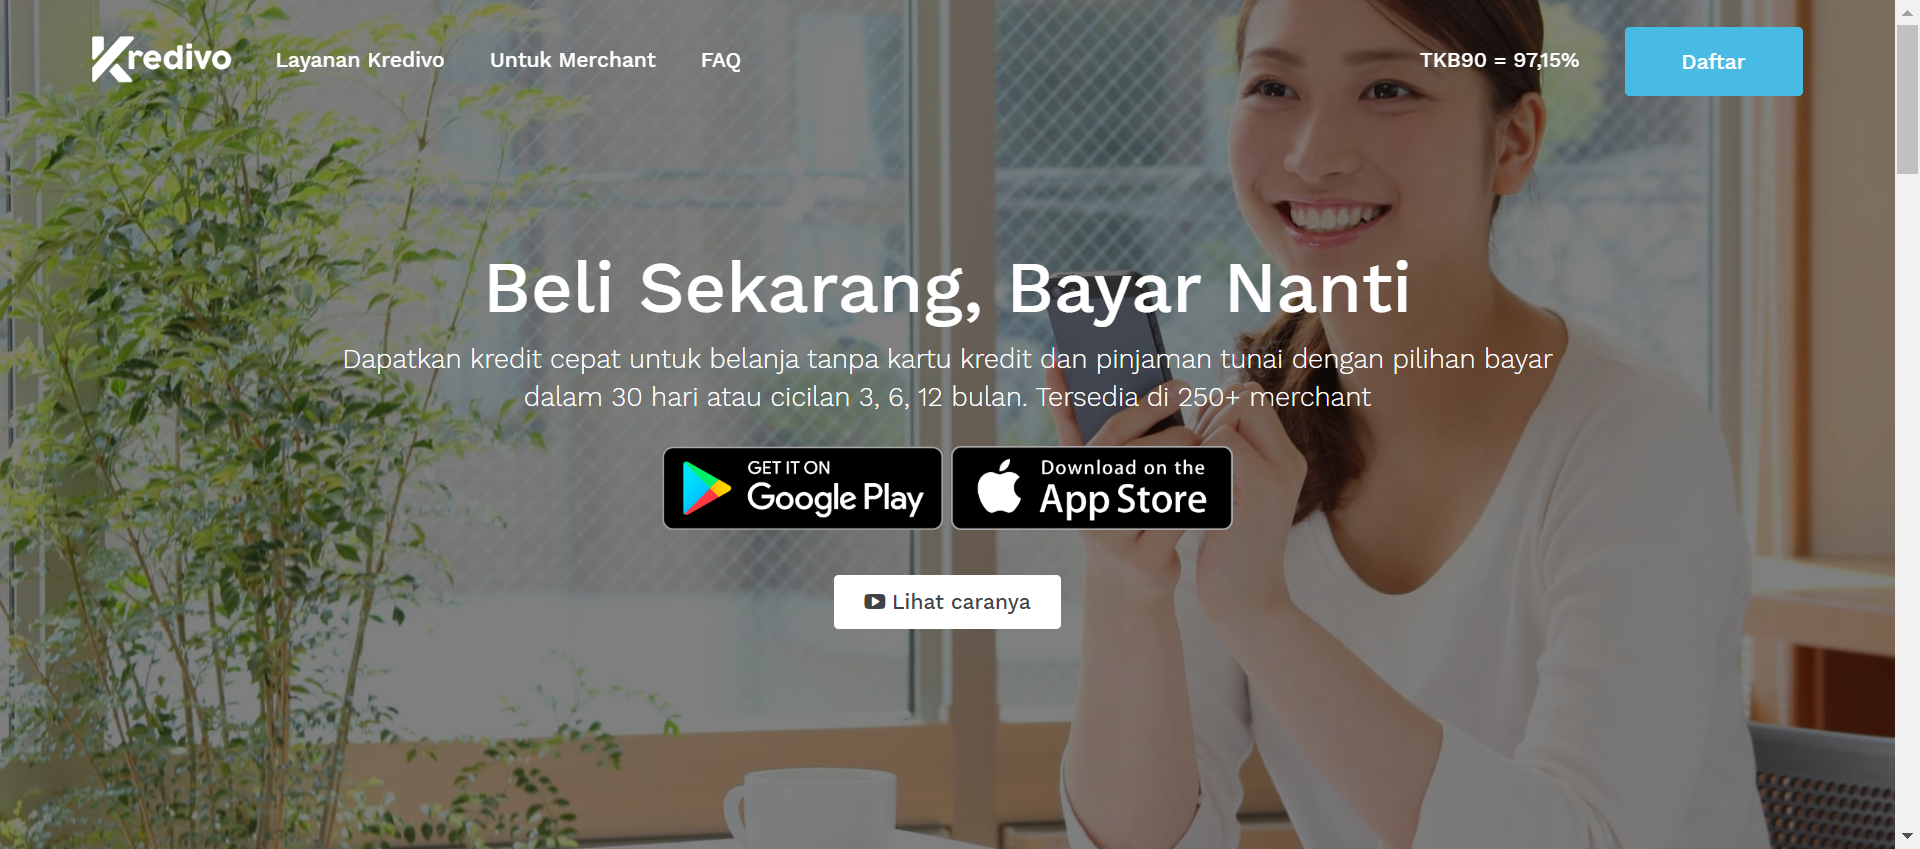 Kredivo
Layanan Kredivo
Untuk Merchant
FAQ
TKB90 = 97,15%
Daftar
Beli Sekarang, Bayar Nanti
Dapatkan kredit cepat untuk belanja tanpa kartu kredit dan pinjaman tunai dengan pilihan bayar
dalam 30 hari atau cicilan 3, 6, 12 bulan. Tersedia di 250+ merchant
GET IT ON
Google Play
Download on the
App Store
Lihat caranya